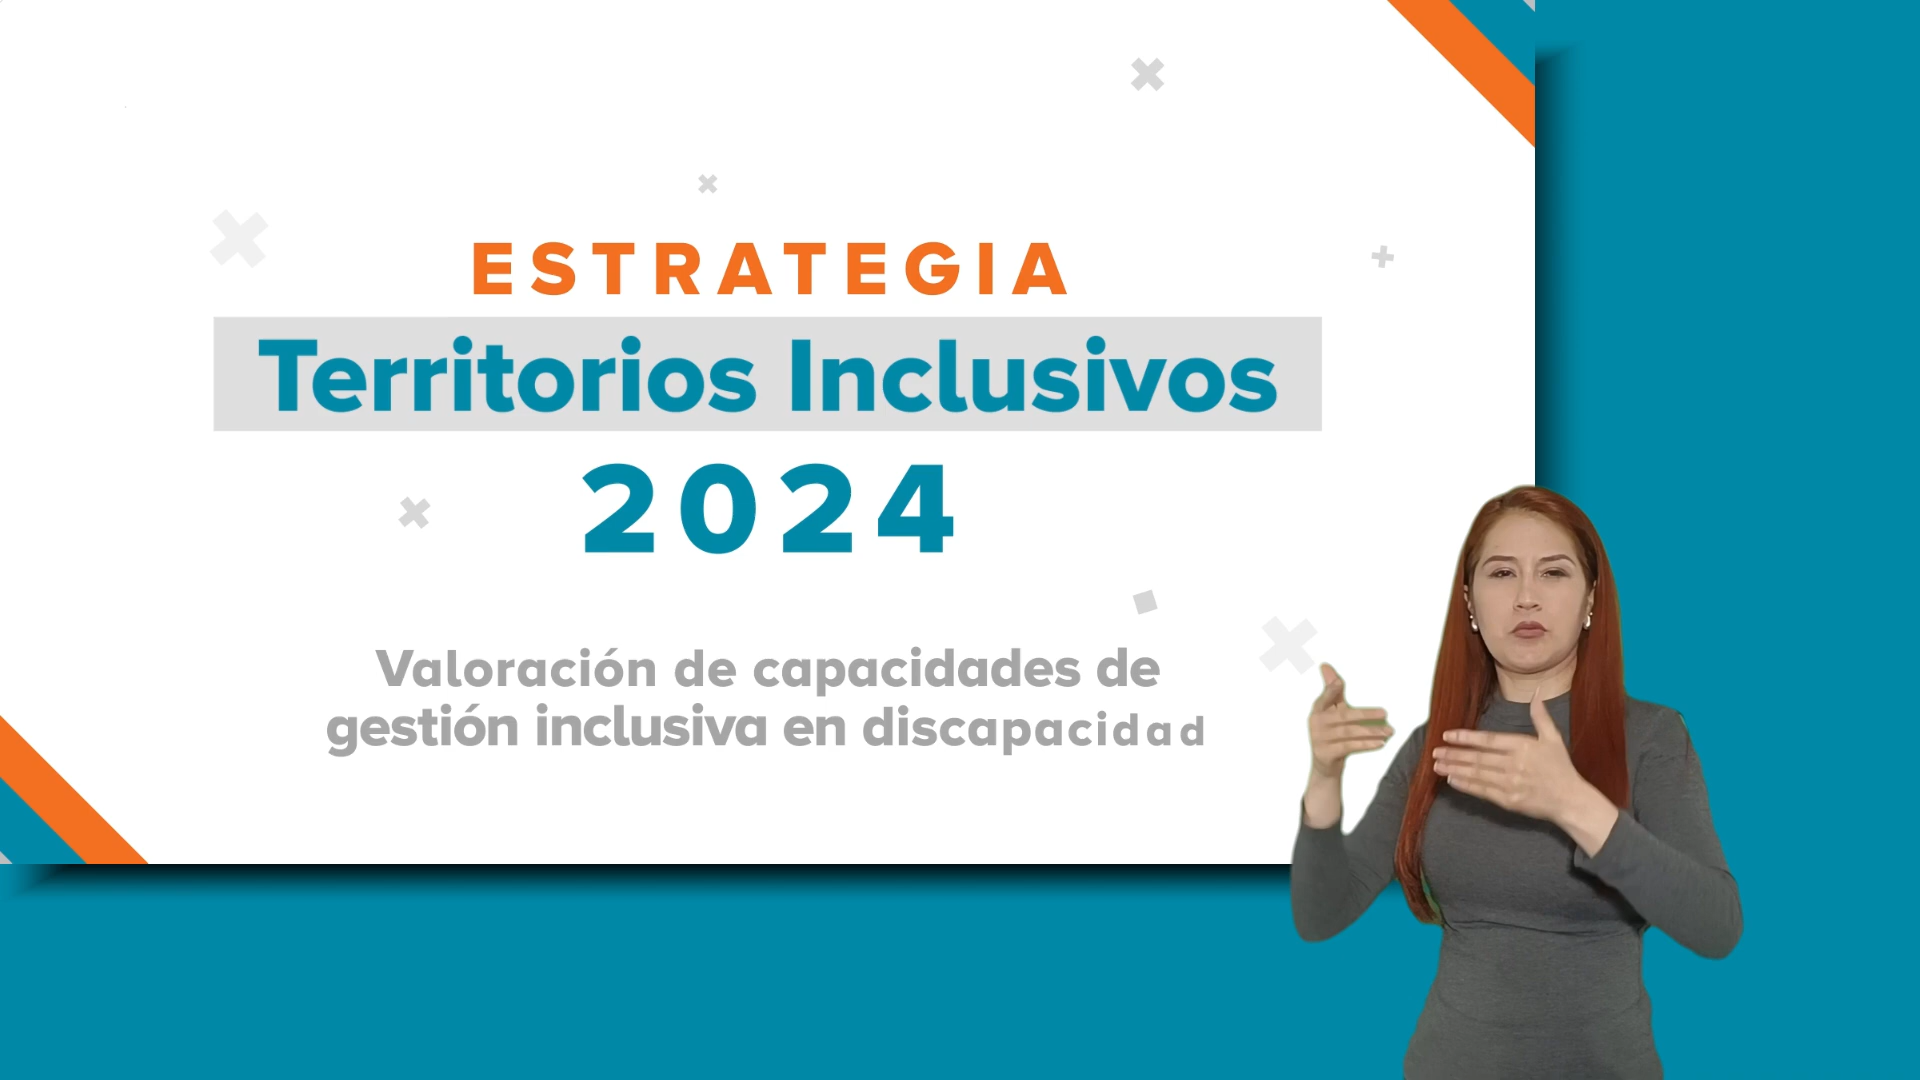 ESTRATEGIA
Territorios Inclusivos
2024
Valoración de capacidades de
gestión inclusiva en discapacidad